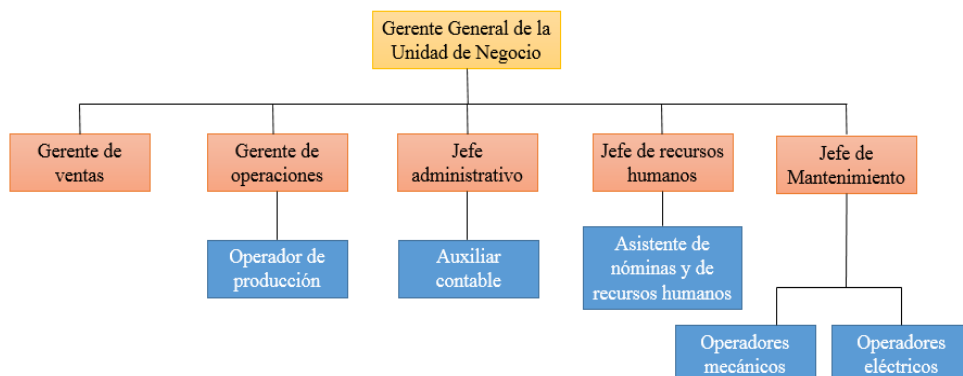 Gerente General de la
Unidad de Negocio
Gerente de
ventas
Gerente de
operaciones
Jefe
administrativo
Jefe de recursos
humanos
Jefe de
Mantenimiento
Operador de
producción
Auxiliar
contable
Asistente de
nóminas y de
recursos humanos
Operadores
mecánicos
Operadores
eléctricos